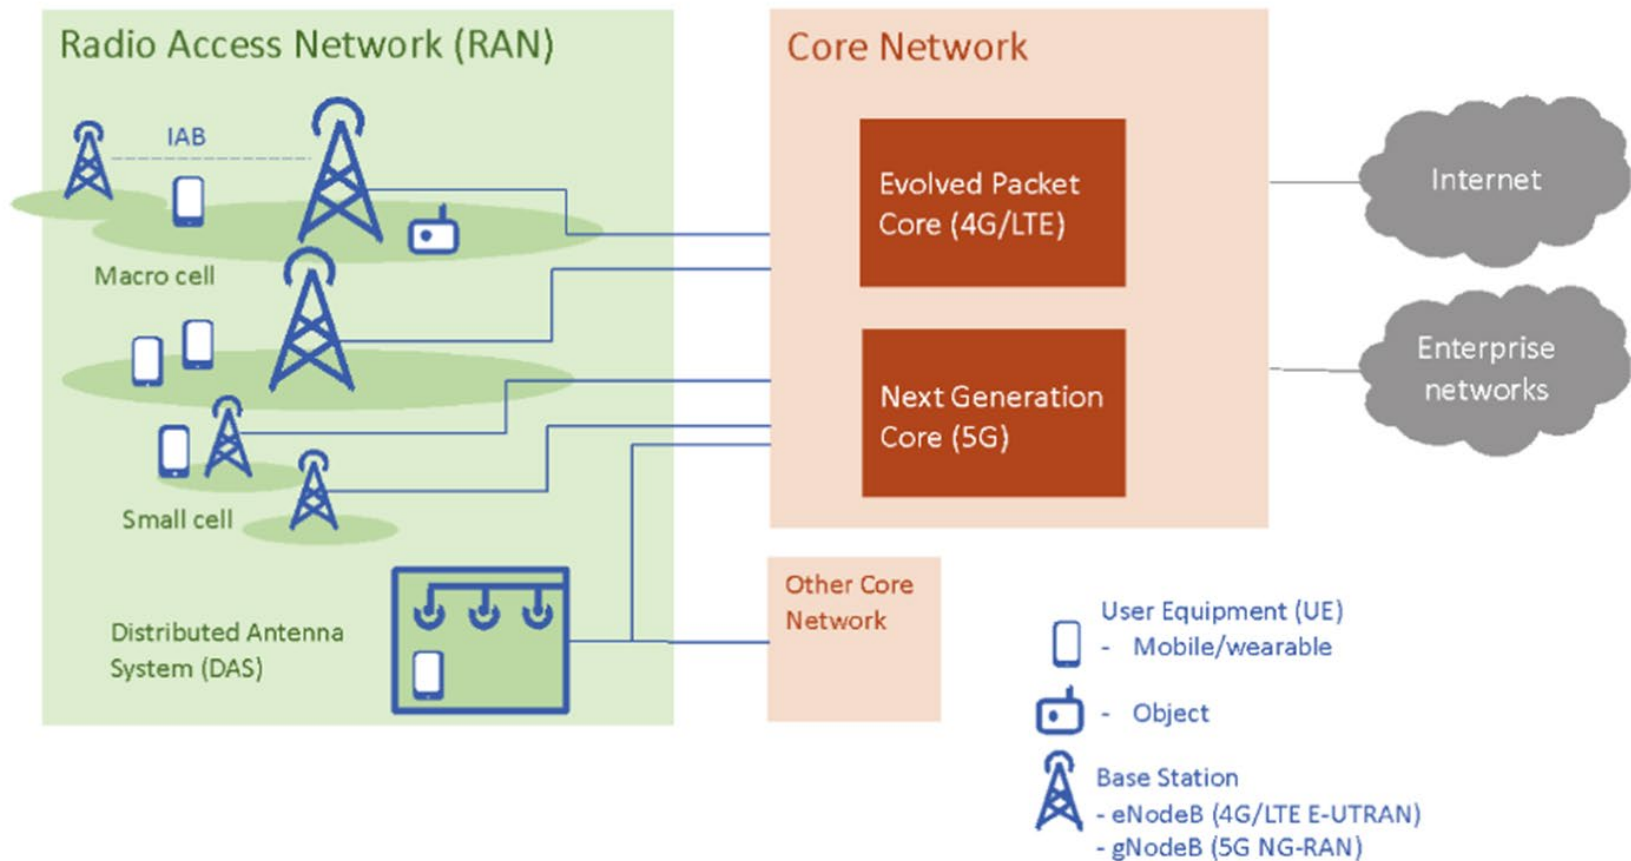 Radio Access Network (RAN)
IAB
Macro cell
Small cell
Distributed Antenna
System (DAS)
Core Network
Evolved Packet
Core (4G/LTE)
Next Generation
Core (5G)
Other Core
Network
Internet
Enterprise
networks
User Equipment (UE)
- Mobile/wearable
- Object
Base Station
- eNodeB (4G/LTE E-UTRAN)
- gNodeB (5G NG-RAN)